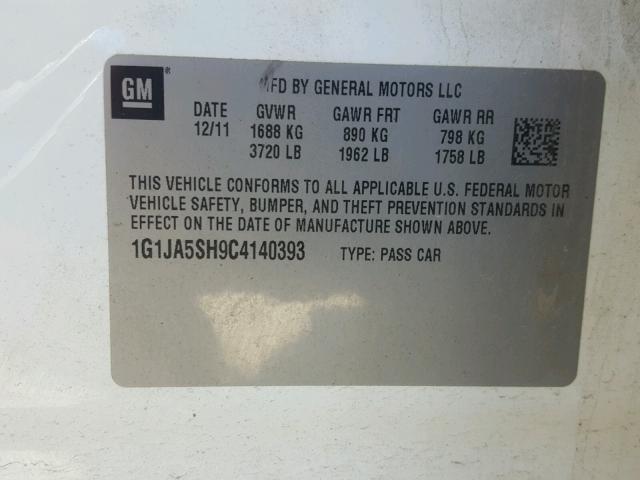 GM
MFD BY GENERAL MOTORS LLC
DATE GVWR GAWR FRT GAWR RR
12/11 1688 KG 890 KG 798 KG
3720 LB 1962 LB 1758 LB
THIS VEHICLE CONFORMS TO ALL APPLICABLE U.S. FEDERAL MOTOR
VEHICLE SAFETY, BUMPER, AND THEFT PREVENTION STANDARDS IN
EFFECT ON THE DATE OF MANUFACTURE SHOWN ABOVE.
1G1JA5SH9C4140393 TYPE: PASS CAR